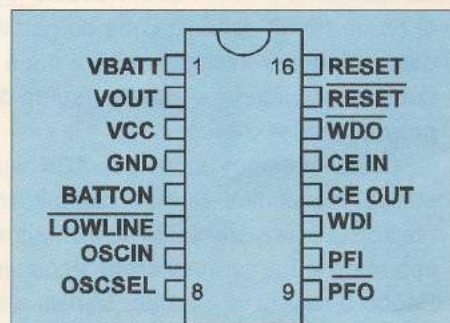 VBATT 1 16 RESET
VOUT RESET
VCC WDO
GND CE IN
BATTON CE OUT
LOWLINE WDI
OSCIN PFI
OSCSEL 8 9 PFO